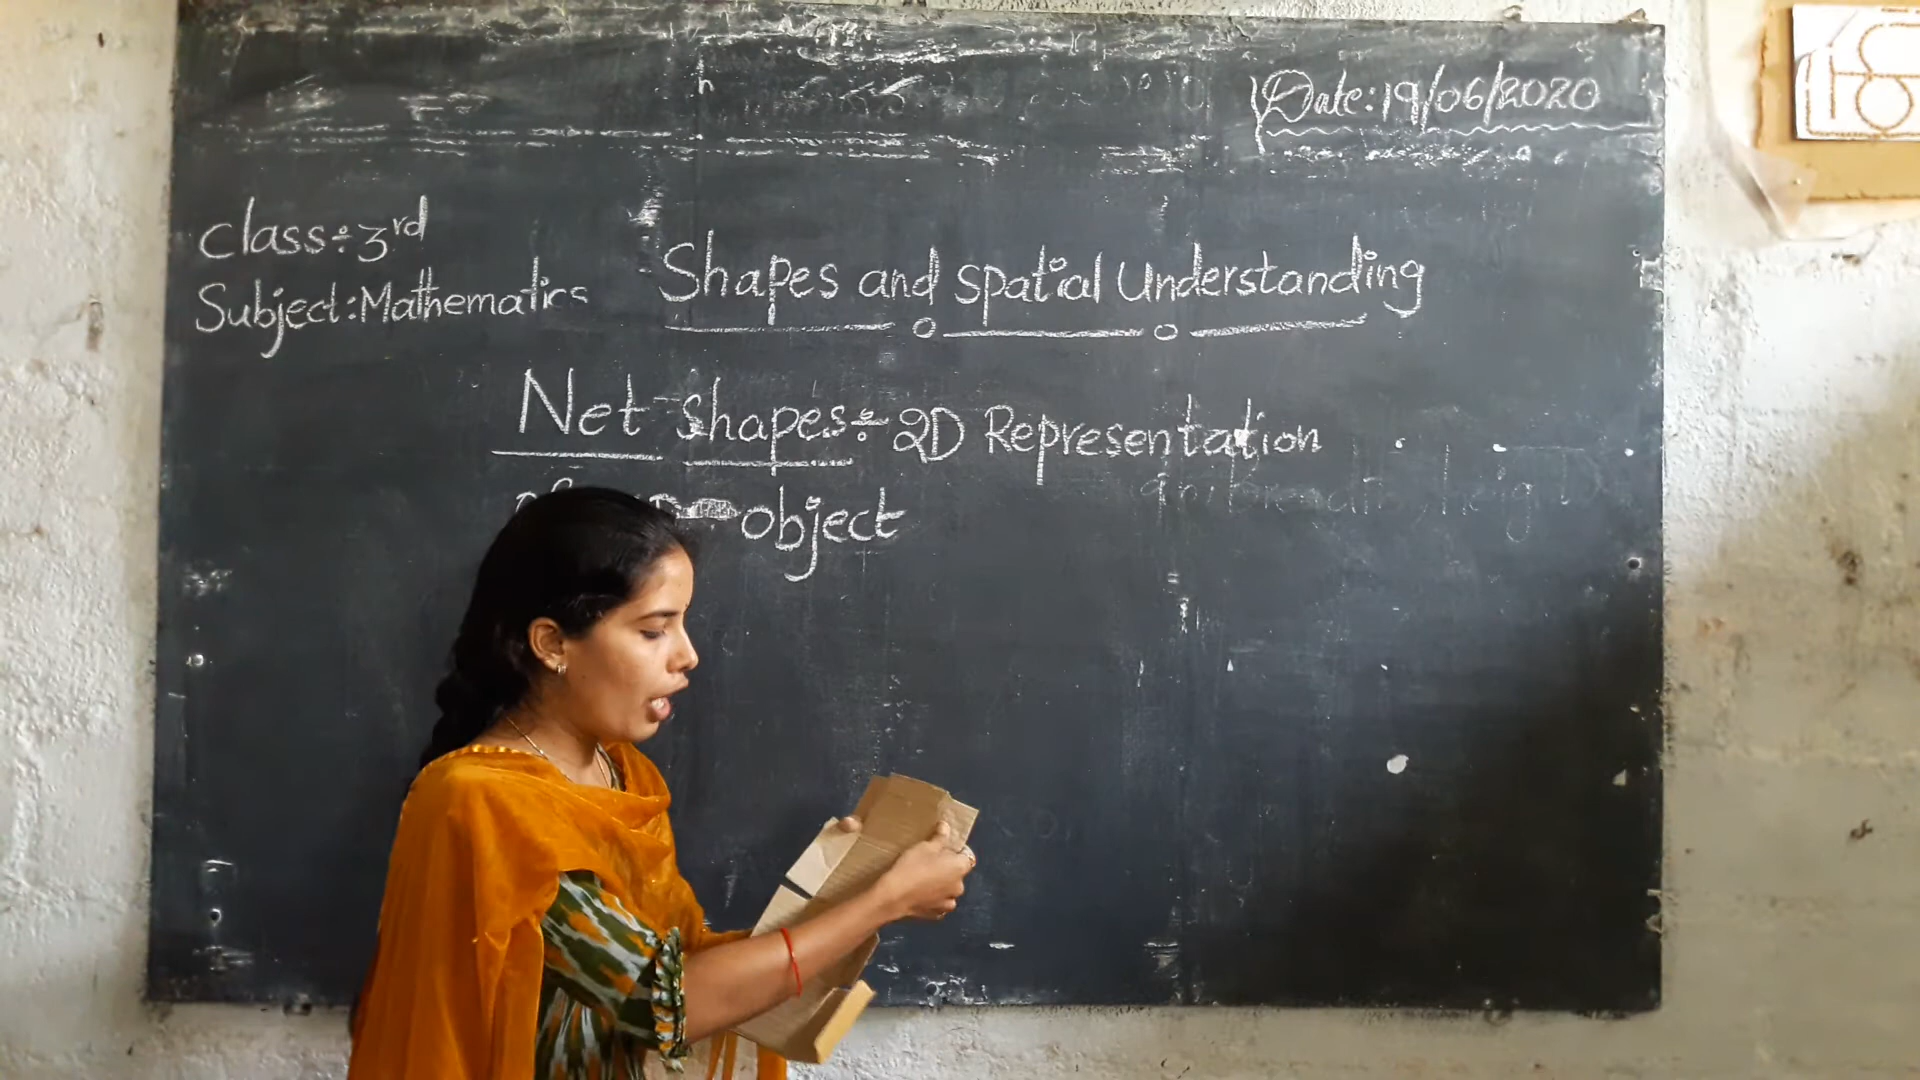 Date:19/06/2020
Class÷3rd
Subject:Mathematics
Shapes and spatial Understanding
Net Shapes÷2D Representation
object